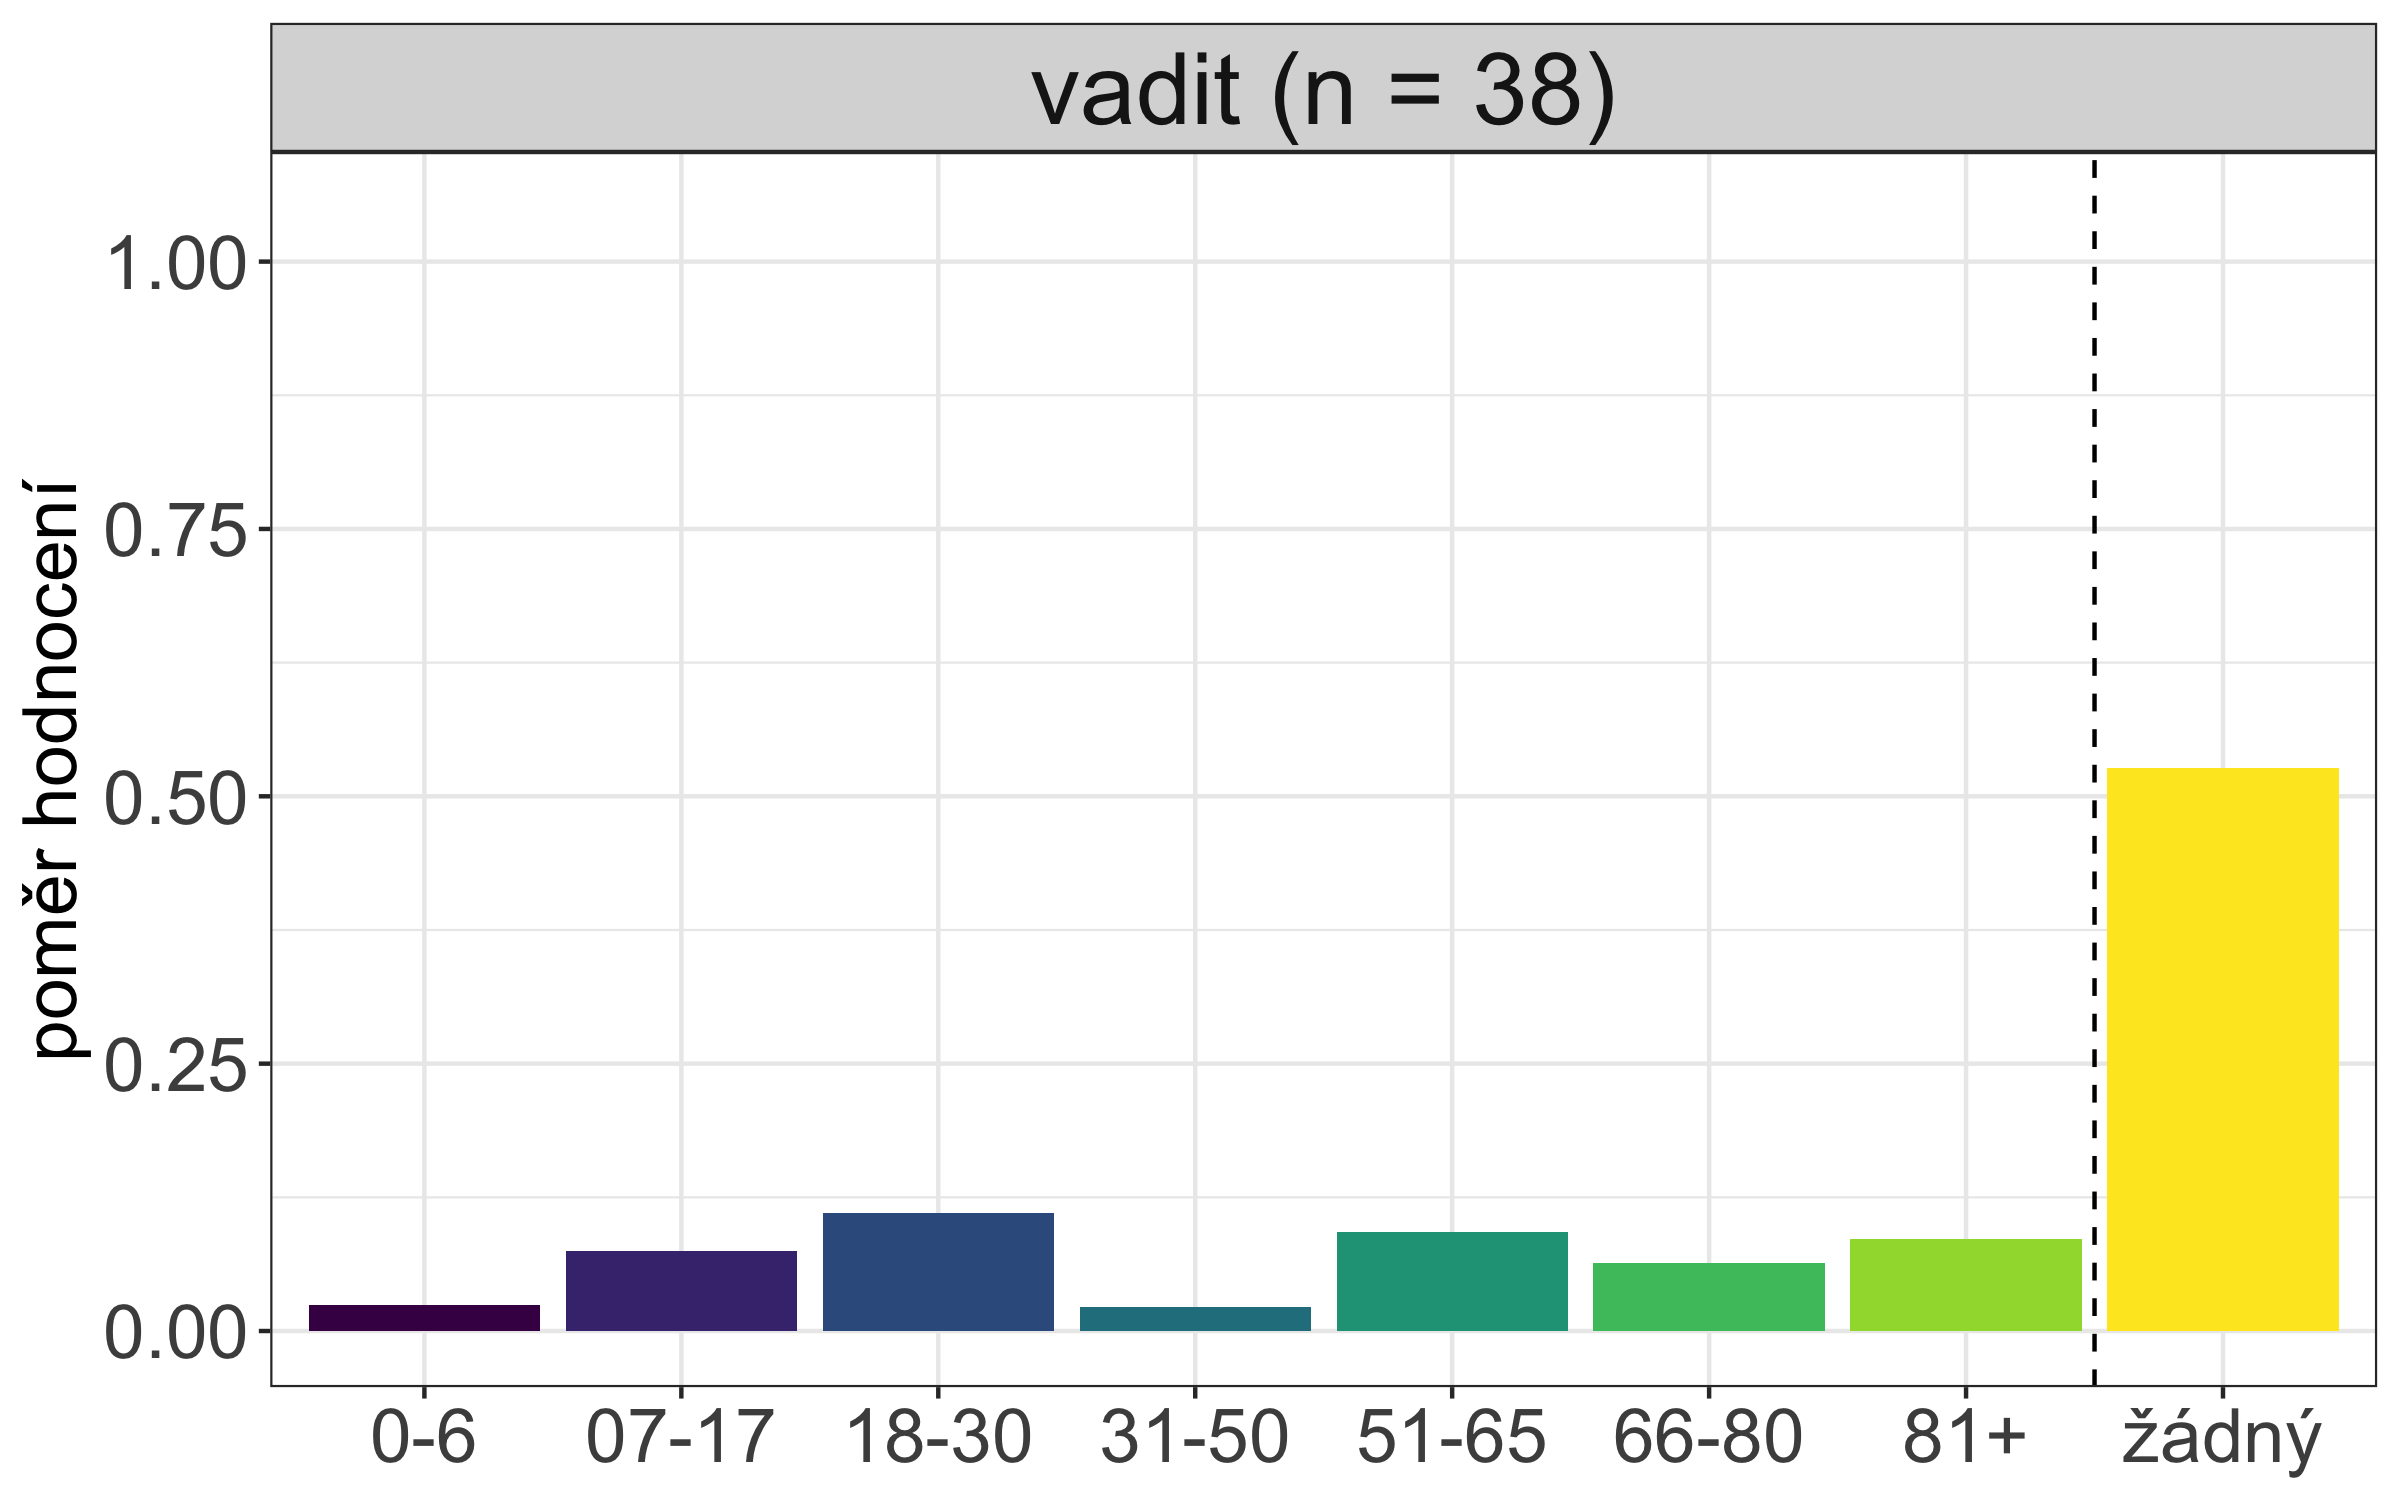 vadit (n = 38)
poměr hodnocení
1.00
0.75
0.50
0.25
0.00
0-6 07-17 18-30 31-50 51-65 66-80 81+ žádný